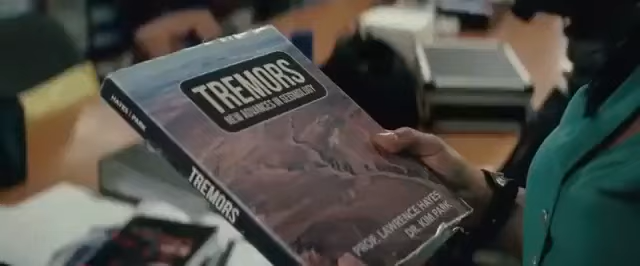 TREMORS
NEW ADVANCES IN SEISMOLOGY
HAYES / PARK
TREMORS
PROF. LAWRENCE HAYES
DR. KIM PARK